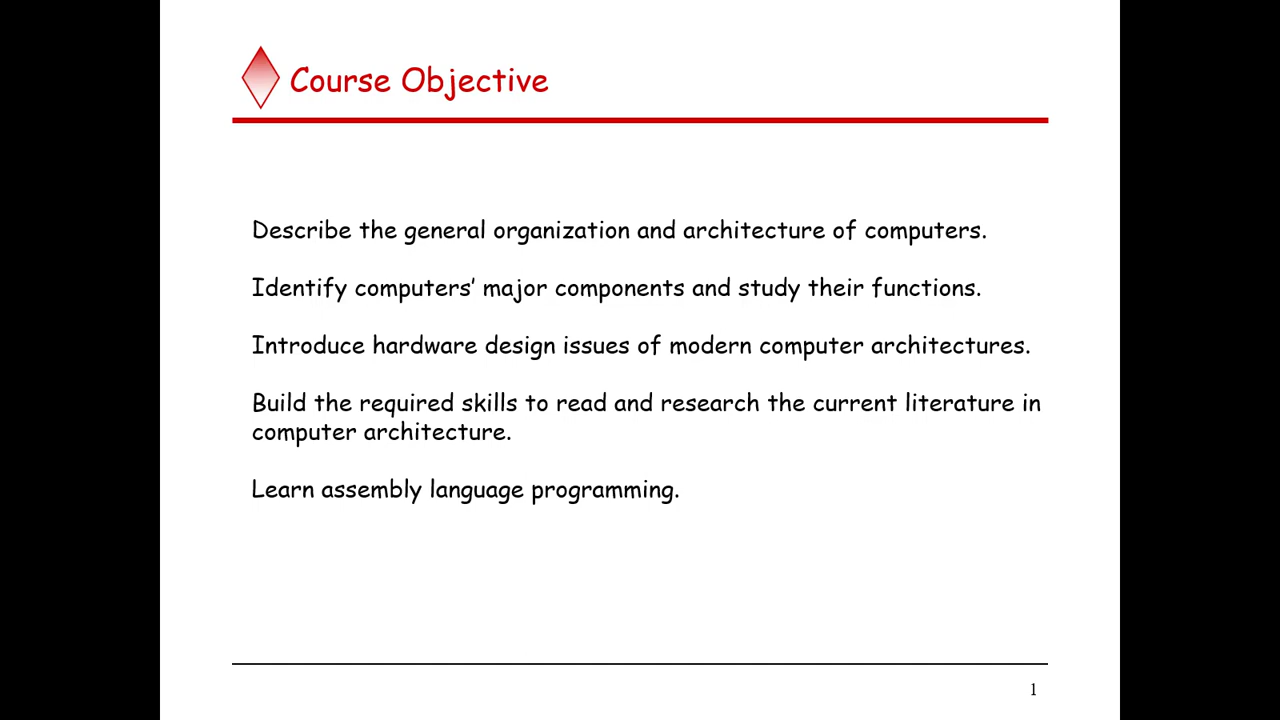 Course Objective
Describe the general organization and architecture of computers.
Identify computers’ major components and study their functions.
Introduce hardware design issues of modern computer architectures.
Build the required skills to read and research the current literature in
computer architecture.
Learn assembly language programming.
1